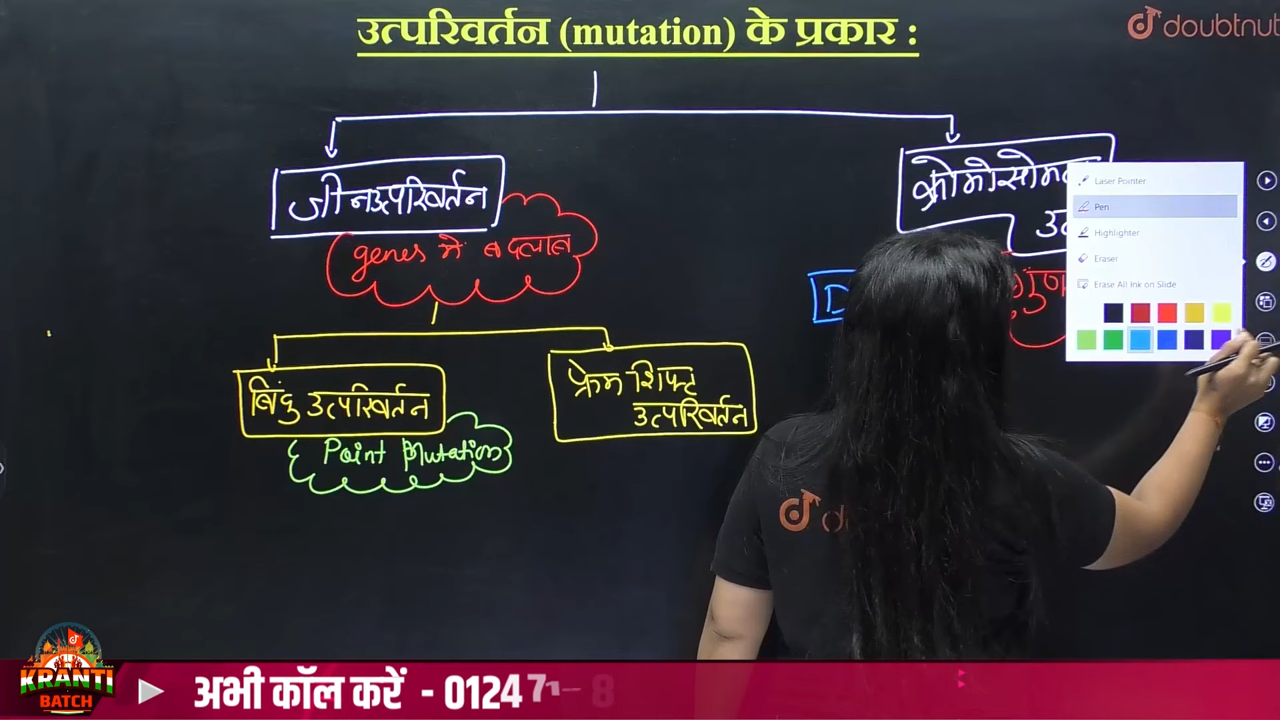 उत्परिवर्तन (mutation) के प्रकार :
doubtnut
जीन उत्परिवर्तन
genes में बदलाव
बिंदु उत्परिवर्तन
Point Mutation
फ्रेम शिफ्ट
उत्परिवर्तन
Laser Pointer
Pen
Highlighter
Eraser
Erase All Ink on Slide
KRANTI
BATCH
अभी कॉल करें - 01247